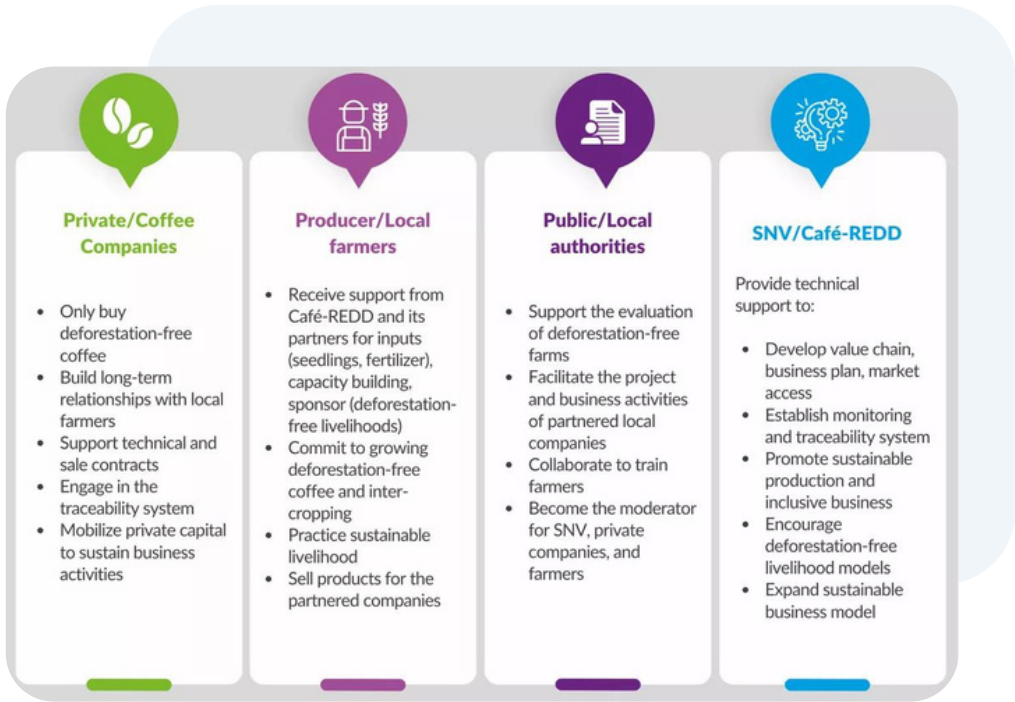 Private/Coffee
Companies
• Only buy
deforestation-free
coffee
• Build long-term
relationships with local
farmers
• Support technical and
sale contracts
• Engage in the
traceability system
• Mobilize private capital
to sustain business
activities
Producer/Local
farmers
• Receive support from
Café-REDD and its
partners for inputs
(seedlings, fertilizer),
capacity building,
sponsor (deforestation-
free livelihoods)
• Commit to growing
deforestation-free
coffee and inter-
cropping
• Practice sustainable
livelihood
• Sell products for the
partnered companies
Public/Local
authorities
• Support the evaluation
of deforestation-free
farms
• Facilitate the project
and business activities
of partnered local
companies
• Collaborate to train
farmers
• Become the moderator
for SNV, private
companies, and
farmers
SNV/Café-REDD
Provide technical
support to:
• Develop value chain,
business plan, market
access
• Establish monitoring
and traceability system
• Promote sustainable
production and
inclusive business
• Encourage
deforestation-free
livelihood models
• Expand sustainable
business model